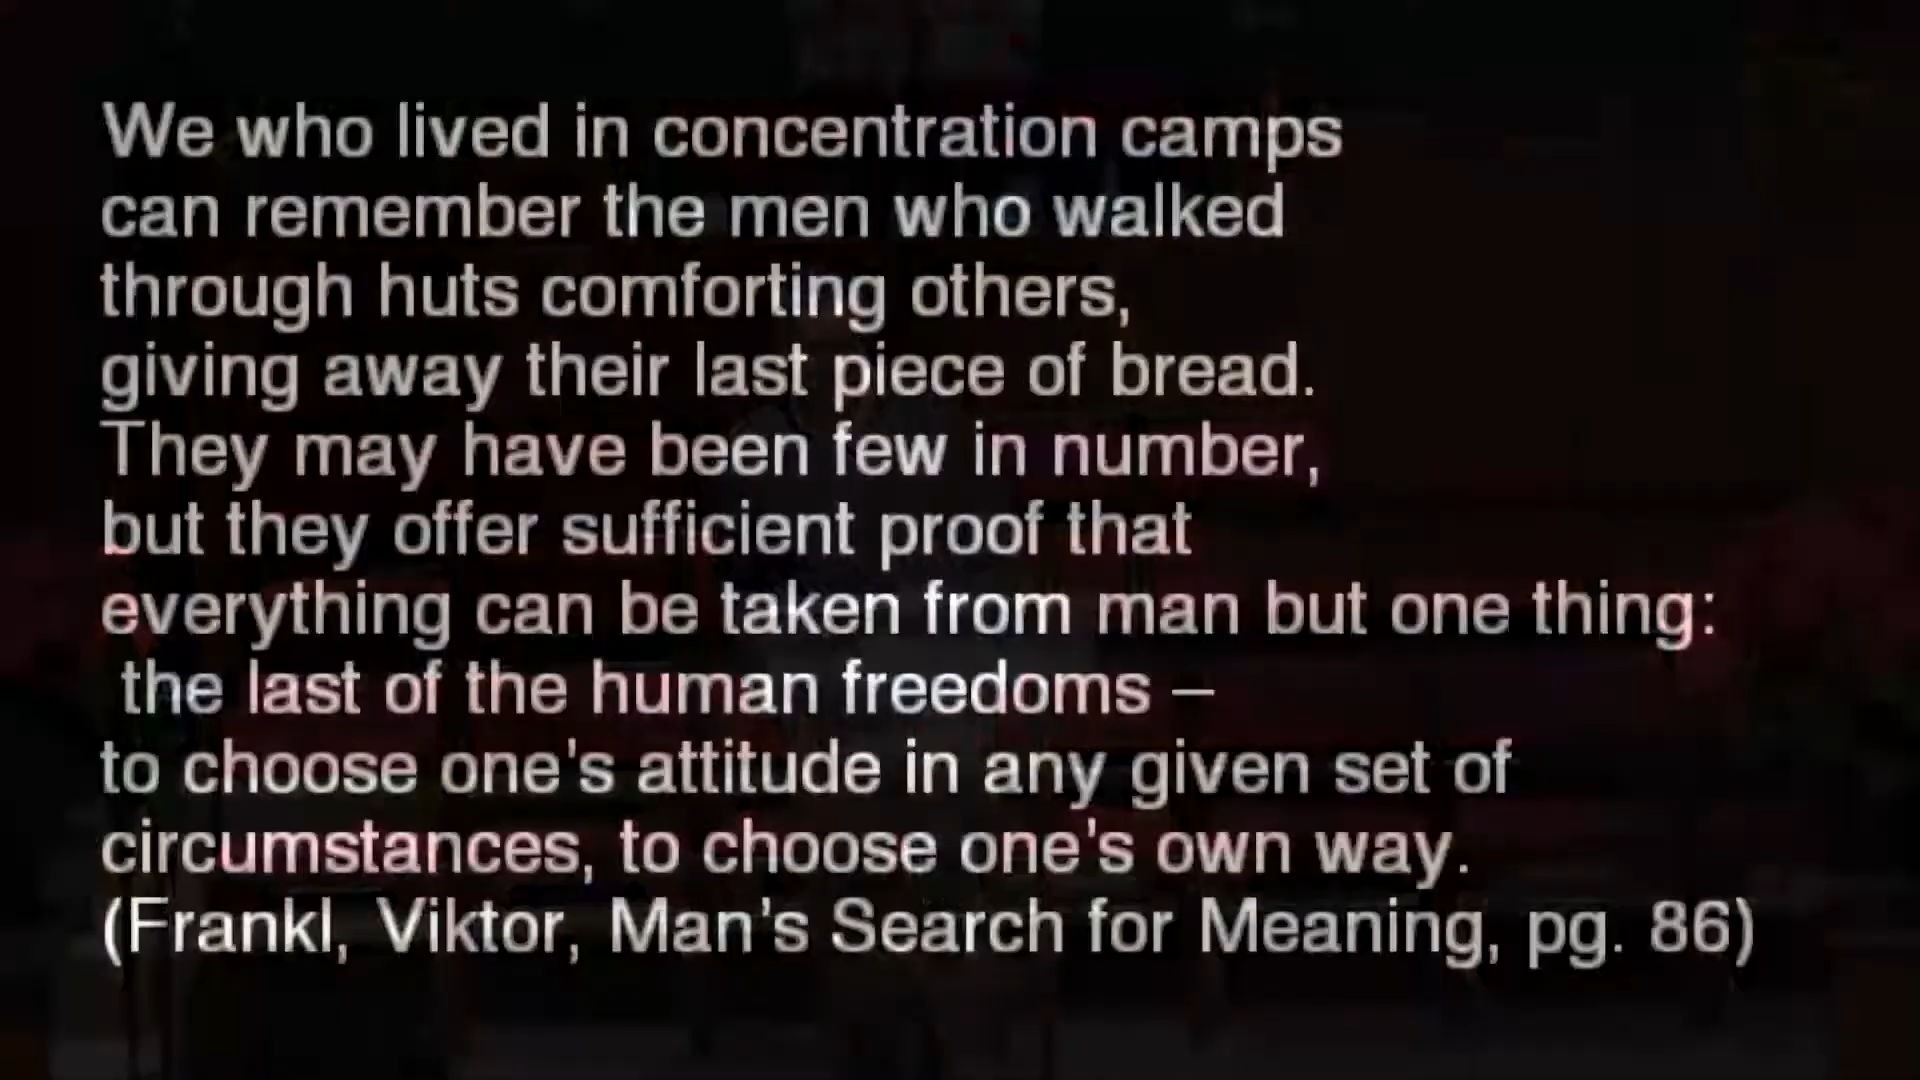 We who lived in concentration camps
can remember the men who walked
through huts comforting others,
giving away their last piece of bread.
They may have been few in number,
but they offer sufficient proof that
everything can be taken from man but one thing:
the last of the human freedoms –
to choose one's attitude in any given set of
circumstances, to choose one's own way.
(Frankl, Viktor, Man's Search for Meaning, pg. 86)